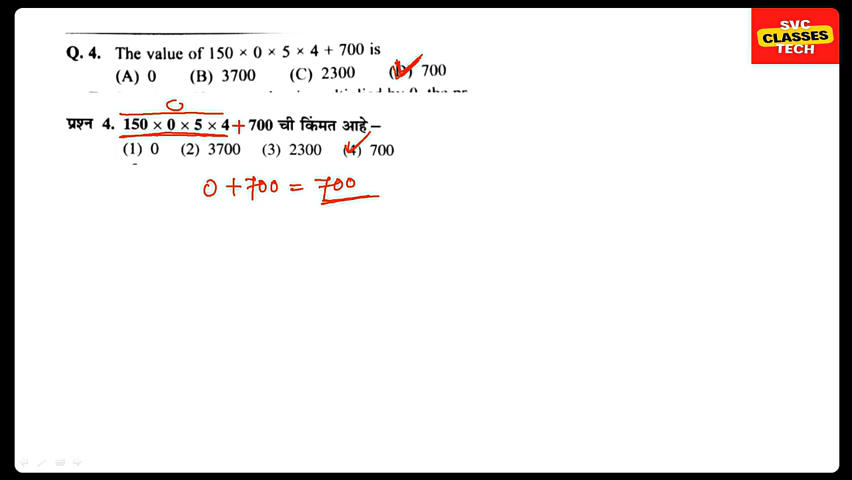 SVC
CLASSES
TECH
Q. 4. The value of 150 × 0 × 5 × 4 + 700 is
(A) 0 (B) 3700 (C) 2300 (D) 700
0
प्रश्न 4. 150 × 0 × 5 × 4 + 700 ची किंमत आहे–
(1) 0 (2) 3700 (3) 2300 (4) 700
0 + 700 = 700